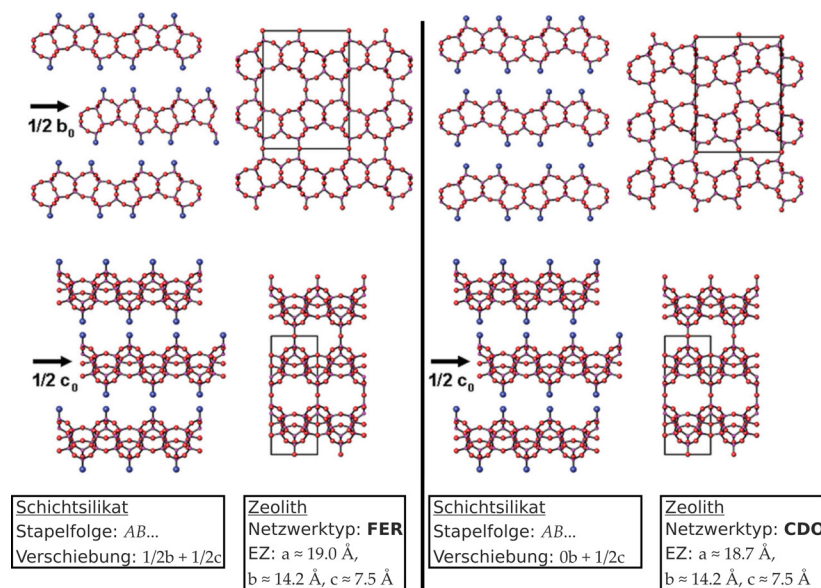 1/2 b₀
1/2 c₀
1/2 c₀
Schichtsilikat
Stapelfolge: AB...
Verschiebung: 1/2b + 1/2c
Zeolith
Netzwerktyp: FER
EZ: a ≈ 19.0 Å,
b ≈ 14.2 Å, c ≈ 7.5 Å
Schichtsilikat
Stapelfolge: AB...
Verschiebung: 0b + 1/2c
Zeolith
Netzwerktyp: CDO
EZ: a ≈ 18.7 Å,
b ≈ 14.2 Å, c ≈ 7.5 Å